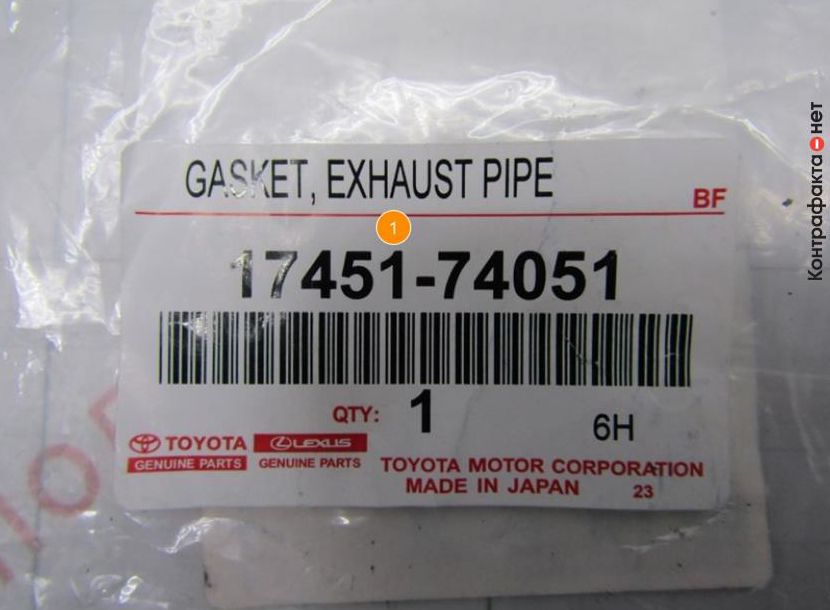 GASKET, EXHAUST PIPE
BF
1
17451-74051
QTY: 1
6H
TOYOTA LEXUS
GENUINE PARTS GENUINE PARTS
TOYOTA MOTOR CORPORATION
MADE IN JAPAN 23
Контрафакта нет